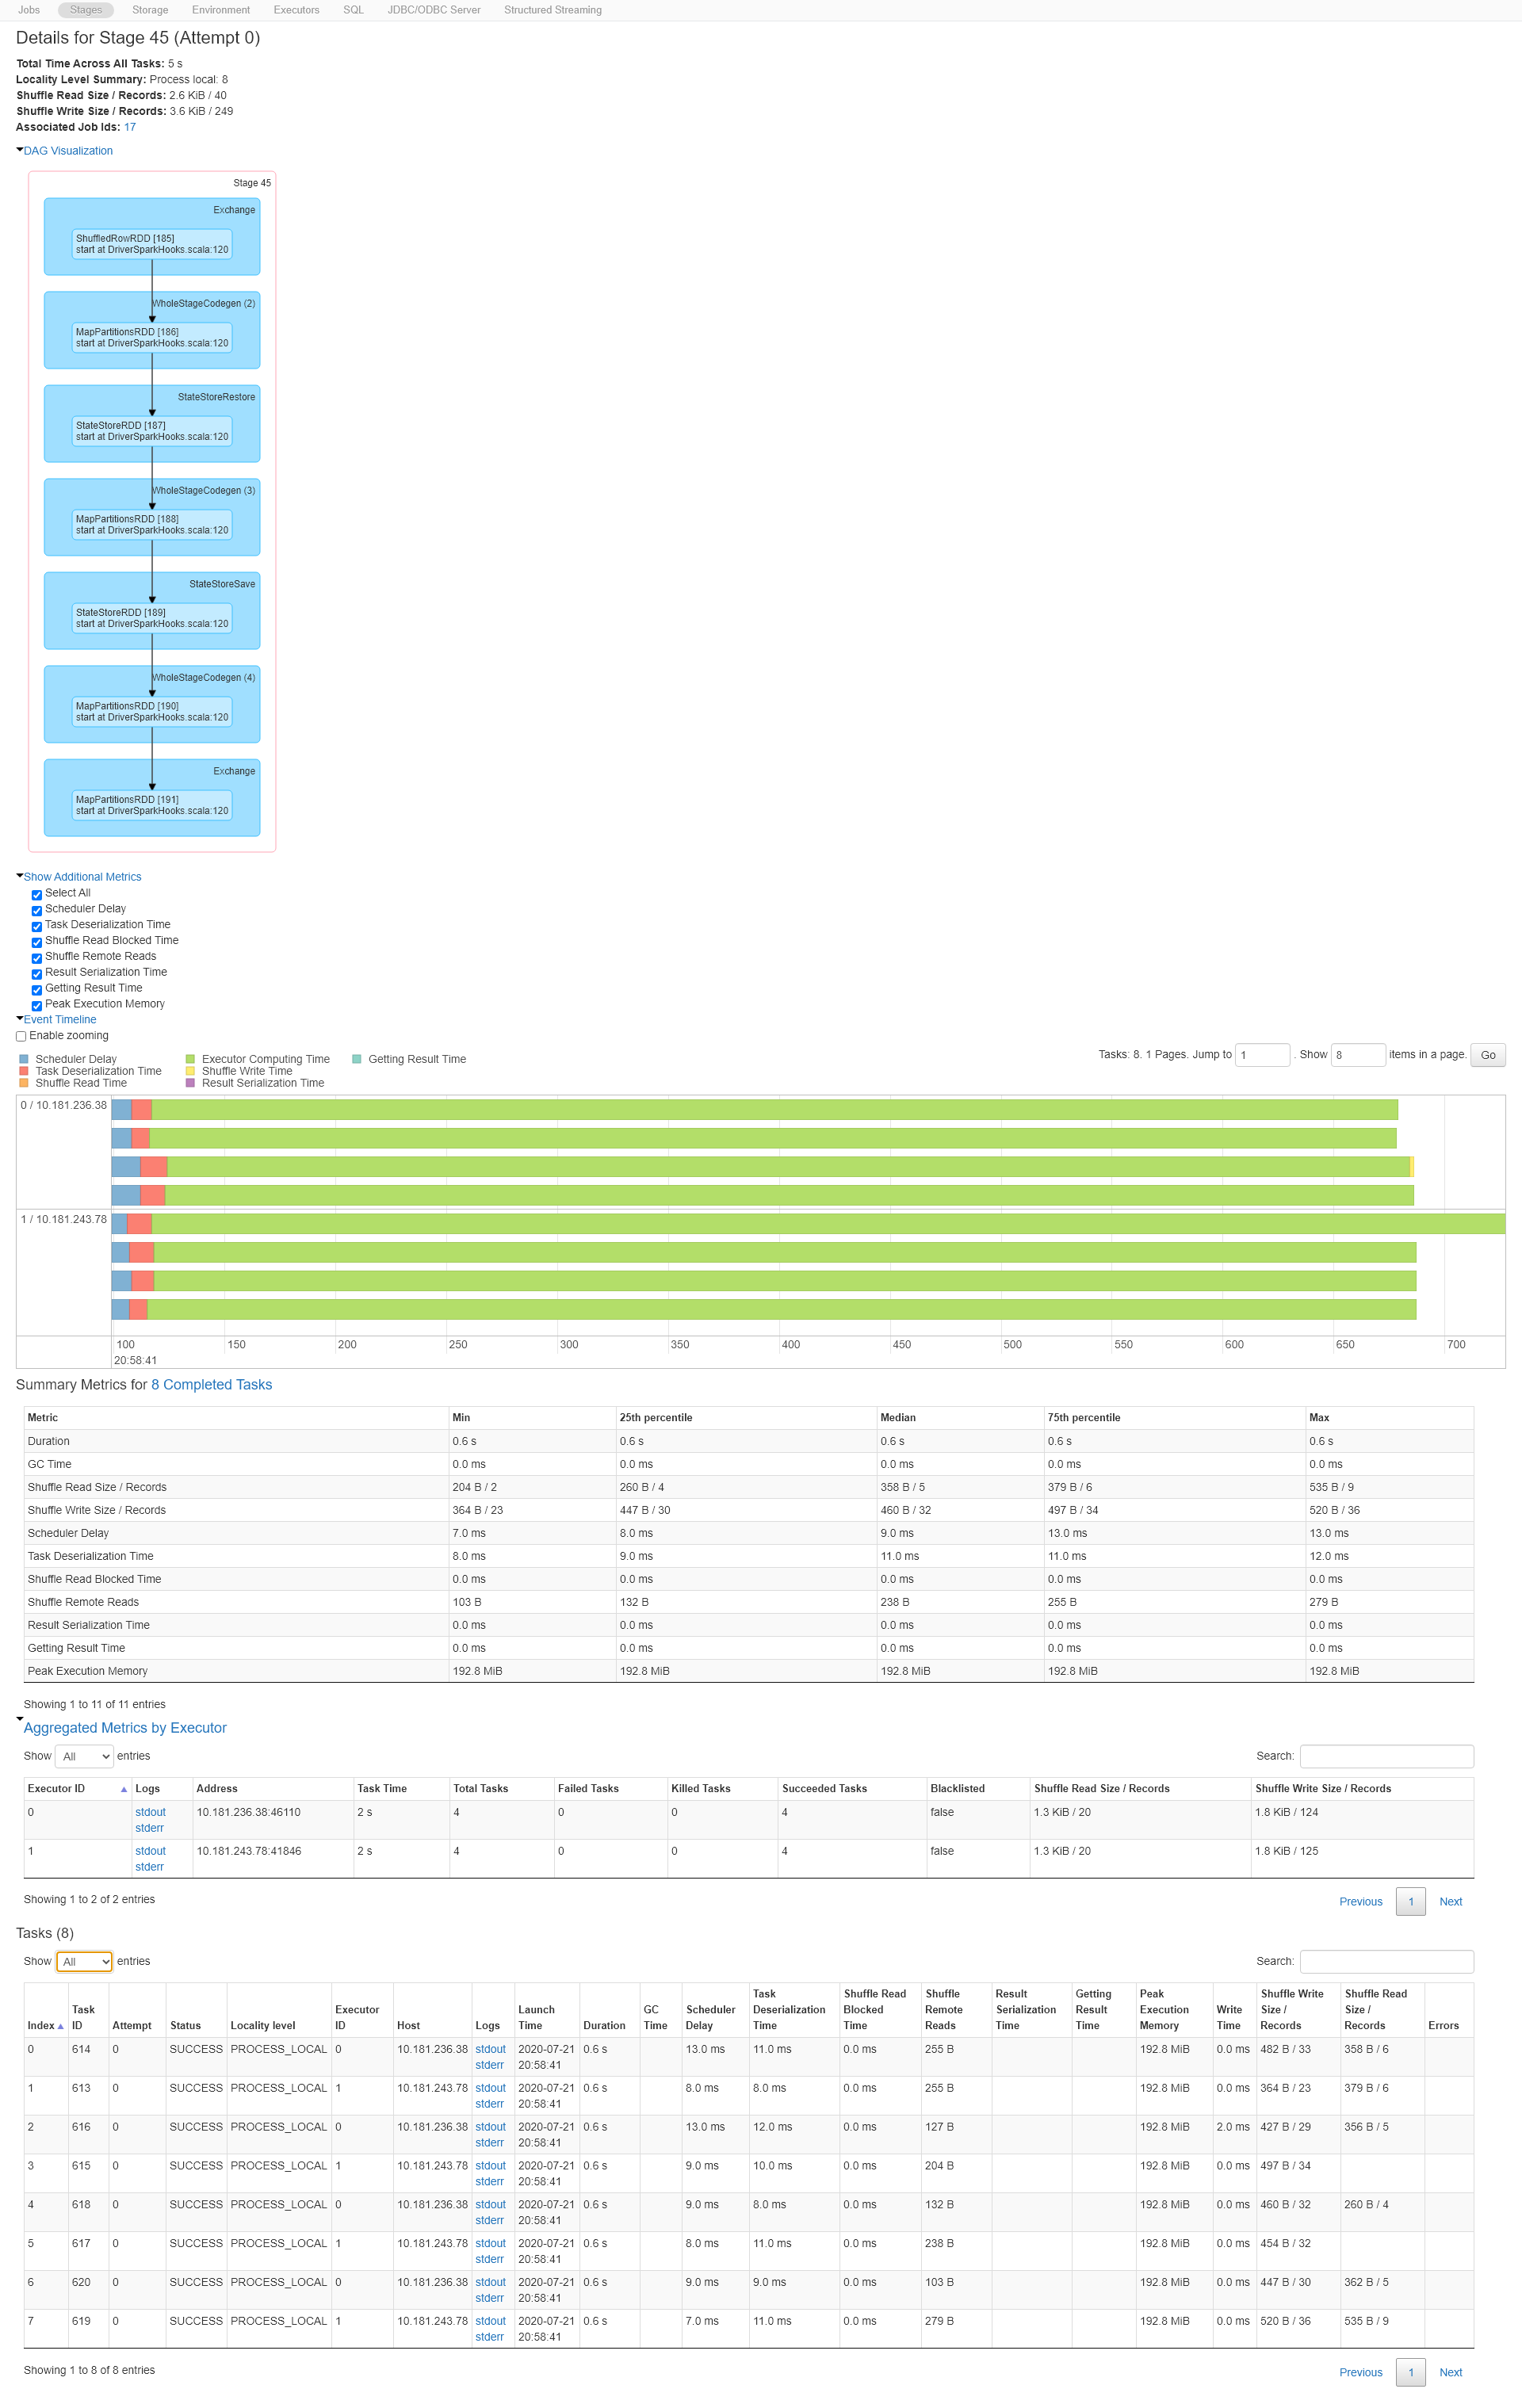 Jobs Stages Storage Environment Executors SQL JDBC/ODBC Server Structured Streaming
Details for Stage 45 (Attempt 0)
Total Time Across All Tasks: 5 s
Locality Level Summary: Process local: 8
Shuffle Read Size / Records: 2.6 KiB / 40
Shuffle Write Size / Records: 3.6 KiB / 249
Associated Job Ids: 17
DAG Visualization
Stage 45
Exchange
ShuffledRowRDD [185]
start at DriverSparkHooks.scala:120
WholeStageCodegen (2)
MapPartitionsRDD [186]
start at DriverSparkHooks.scala:120
StateStoreRestore
StateStoreRDD [187]
start at DriverSparkHooks.scala:120
WholeStageCodegen (3)
MapPartitionsRDD [188]
start at DriverSparkHooks.scala:120
StateStoreSave
StateStoreRDD [189]
start at DriverSparkHooks.scala:120
WholeStageCodegen (4)
MapPartitionsRDD [190]
start at DriverSparkHooks.scala:120
Exchange
MapPartitionsRDD [191]
start at DriverSparkHooks.scala:120
Show Additional Metrics
Select All
Scheduler Delay
Task Deserialization Time
Shuffle Read Blocked Time
Shuffle Remote Reads
Result Serialization Time
Getting Result Time
Peak Execution Memory
Event Timeline
Enable zooming
Scheduler Delay Executor Computing Time Getting Result Time
Task Deserialization Time Shuffle Write Time
Shuffle Read Time Result Serialization Time
Tasks: 8. 1 Pages. Jump to 1 . Show 8 items in a page. Go
0 / 10.181.236.38
1 / 10.181.243.78
100 150 200 250 300 350 400 450 500 550 600 650 700
20:58:41
Summary Metrics for 8 Completed Tasks
Metric Min 25th percentile Median 75th percentile Max
Duration 0.6 s 0.6 s 0.6 s 0.6 s 0.6 s
GC Time 0.0 ms 0.0 ms 0.0 ms 0.0 ms 0.0 ms
Shuffle Read Size / Records 204 B / 2 260 B / 4 358 B / 5 379 B / 6 535 B / 9
Shuffle Write Size / Records 364 B / 23 447 B / 30 460 B / 32 497 B / 34 520 B / 36
Scheduler Delay 7.0 ms 8.0 ms 9.0 ms 13.0 ms 13.0 ms
Task Deserialization Time 8.0 ms 9.0 ms 11.0 ms 11.0 ms 12.0 ms
Shuffle Read Blocked Time 0.0 ms 0.0 ms 0.0 ms 0.0 ms 0.0 ms
Shuffle Remote Reads 103 B 132 B 238 B 255 B 279 B
Result Serialization Time 0.0 ms 0.0 ms 0.0 ms 0.0 ms 0.0 ms
Getting Result Time 0.0 ms 0.0 ms 0.0 ms 0.0 ms 0.0 ms
Peak Execution Memory 192.8 MiB 192.8 MiB 192.8 MiB 192.8 MiB 192.8 MiB
Showing 1 to 11 of 11 entries
Aggregated Metrics by Executor
Show All entries Search:
Executor ID Logs Address Task Time Total Tasks Failed Tasks Killed Tasks Succeeded Tasks Blacklisted Shuffle Read Size / Records Shuffle Write Size / Records
0 stdout 10.181.236.38:46110 2 s 4 0 0 4 false 1.3 KiB / 20 1.8 KiB / 124
stderr
1 stdout 10.181.243.78:41846 2 s 4 0 0 4 false 1.3 KiB / 20 1.8 KiB / 125
stderr
Showing 1 to 2 of 2 entries Previous 1 Next
Tasks (8)
Show All entries Search:
Task Shuffle Read Shuffle Result Getting Peak Shuffle Write Shuffle Read
Task Executor Launch GC Scheduler Deserialization Blocked Remote Serialization Result Execution Write Size / Size /
Index ID Attempt Status Locality level ID Host Logs Time Duration Time Delay Time Time Reads Time Time Memory Time Records Records Errors
0 614 0 SUCCESS PROCESS_LOCAL 0 10.181.236.38 stdout 2020-07-21 0.6 s 13.0 ms 11.0 ms 0.0 ms 255 B 192.8 MiB 0.0 ms 482 B / 33 358 B / 6
stderr 20:58:41
1 613 0 SUCCESS PROCESS_LOCAL 1 10.181.243.78 stdout 2020-07-21 0.6 s 8.0 ms 8.0 ms 0.0 ms 255 B 192.8 MiB 0.0 ms 364 B / 23 379 B / 6
stderr 20:58:41
2 616 0 SUCCESS PROCESS_LOCAL 0 10.181.236.38 stdout 2020-07-21 0.6 s 13.0 ms 12.0 ms 0.0 ms 127 B 192.8 MiB 2.0 ms 427 B / 29 356 B / 5
stderr 20:58:41
3 615 0 SUCCESS PROCESS_LOCAL 1 10.181.243.78 stdout 2020-07-21 0.6 s 9.0 ms 10.0 ms 0.0 ms 204 B 192.8 MiB 0.0 ms 497 B / 34
stderr 20:58:41
4 618 0 SUCCESS PROCESS_LOCAL 0 10.181.236.38 stdout 2020-07-21 0.6 s 9.0 ms 8.0 ms 0.0 ms 132 B 192.8 MiB 0.0 ms 460 B / 32 260 B / 4
stderr 20:58:41
5 617 0 SUCCESS PROCESS_LOCAL 1 10.181.243.78 stdout 2020-07-21 0.6 s 8.0 ms 11.0 ms 0.0 ms 238 B 192.8 MiB 0.0 ms 454 B / 32
stderr 20:58:41
6 620 0 SUCCESS PROCESS_LOCAL 0 10.181.236.38 stdout 2020-07-21 0.6 s 9.0 ms 9.0 ms 0.0 ms 103 B 192.8 MiB 0.0 ms 447 B / 30 362 B / 5
stderr 20:58:41
7 619 0 SUCCESS PROCESS_LOCAL 1 10.181.243.78 stdout 2020-07-21 0.6 s 7.0 ms 11.0 ms 0.0 ms 279 B 192.8 MiB 0.0 ms 520 B / 36 535 B / 9
stderr 20:58:41
Showing 1 to 8 of 8 entries Previous 1 Next